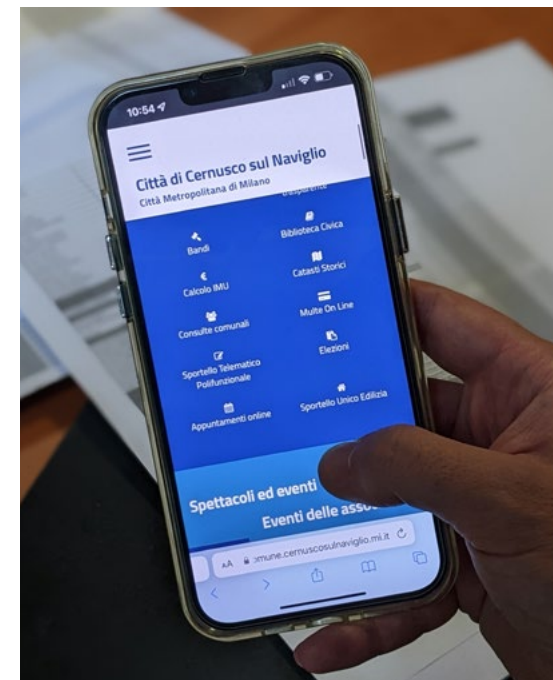 10:54
Città di Cernusco sul Naviglio
Città Metropolitana di Milano
Bandi
Biblioteca Civica
Calcolo IMU
Catasti Storici
Consulte comunali
Multe On Line
Sportello Telematico
Polifunzionale
Elezioni
Appuntamenti online
Sportello Unico Edilizia
Spettacoli ed eventi
Eventi delle
AA
omune.cernuscosulnaviglio.mi.it